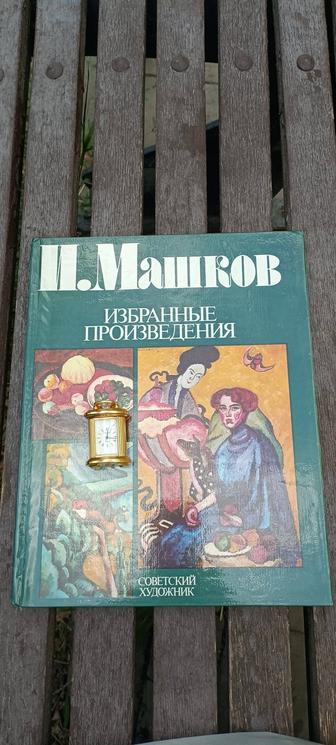 И.Машков
ИЗБРАННЫЕ
ПРОИЗВЕДЕНИЯ
СОВЕТСКИЙ
ХУДОЖНИК